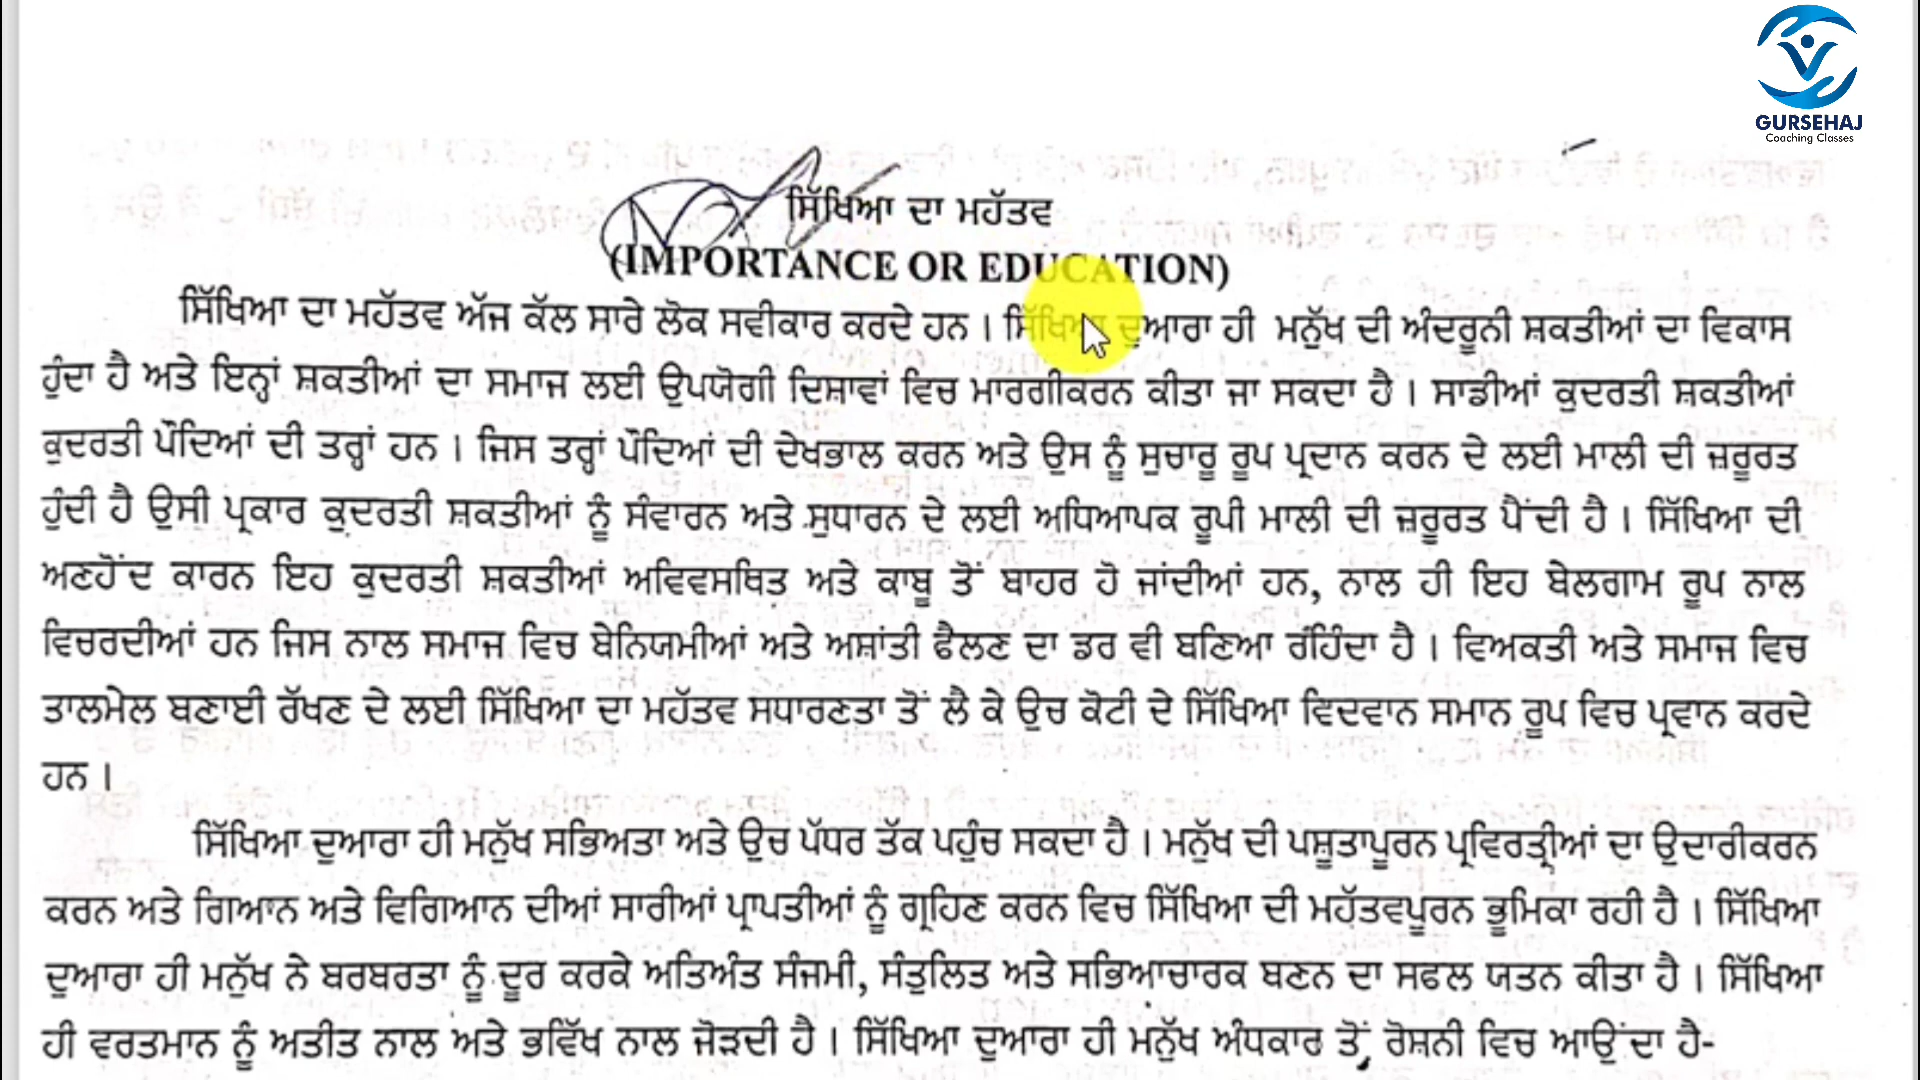 GURSEHAJ
Coaching Classes
ਸਿੱਖਿਆ ਦਾ ਮਹੱਤਵ
(IMPORTANCE OR EDUCATION)
ਸਿੱਖਿਆ ਦਾ ਮਹੱਤਵ ਅੱਜ ਕੱਲ ਸਾਰੇ ਲੋਕ ਸਵੀਕਾਰ ਕਰਦੇ ਹਨ । ਸਿੱਖਿਆ ਦੁਆਰਾ ਹੀ ਮਨੁੱਖ ਦੀ ਅੰਦਰੂਨੀ ਸ਼ਕਤੀਆਂ ਦਾ ਵਿਕਾਸ
ਹੁੰਦਾ ਹੈ ਅਤੇ ਇਨ੍ਹਾਂ ਸ਼ਕਤੀਆਂ ਦਾ ਸਮਾਜ ਲਈ ਉਪਯੋਗੀ ਦਿਸ਼ਾਵਾਂ ਵਿਚ ਮਾਰਗੀਕਰਨ ਕੀਤਾ ਜਾ ਸਕਦਾ ਹੈ । ਸਾਡੀਆਂ ਕੁਦਰਤੀ ਸ਼ਕਤੀਆਂ
ਕੁਦਰਤੀ ਪੌਦਿਆਂ ਦੀ ਤਰ੍ਹਾਂ ਹਨ । ਜਿਸ ਤਰ੍ਹਾਂ ਪੌਦਿਆਂ ਦੀ ਦੇਖਭਾਲ ਕਰਨ ਅਤੇ ਉਸ ਨੂੰ ਸੁਚਾਰੂ ਰੂਪ ਪ੍ਰਦਾਨ ਕਰਨ ਦੇ ਲਈ ਮਾਲੀ ਦੀ ਜ਼ਰੂਰਤ
ਹੁੰਦੀ ਹੈ ਉਸੀ ਪ੍ਰਕਾਰ ਕੁਦਰਤੀ ਸ਼ਕਤੀਆਂ ਨੂੰ ਸੰਵਾਰਨ ਅਤੇ ਸੁਧਾਰਨ ਦੇ ਲਈ ਅਧਿਆਪਕ ਰੂਪੀ ਮਾਲੀ ਦੀ ਜ਼ਰੂਰਤ ਪੈਂਦੀ ਹੈ । ਸਿੱਖਿਆ ਦੀ
ਅਣਹੋਂਦ ਕਾਰਨ ਇਹ ਕੁਦਰਤੀ ਸ਼ਕਤੀਆਂ ਅਵਿਵਸਥਿਤ ਅਤੇ ਕਾਬੂ ਤੋਂ ਬਾਹਰ ਹੋ ਜਾਂਦੀਆਂ ਹਨ, ਨਾਲ ਹੀ ਇਹ ਬੇਲਗਾਮ ਰੂਪ ਨਾਲ
ਵਿਚਰਦੀਆਂ ਹਨ ਜਿਸ ਨਾਲ ਸਮਾਜ ਵਿਚ ਬੇਨਿਯਮੀਆਂ ਅਤੇ ਅਸ਼ਾਂਤੀ ਫੈਲਣ ਦਾ ਡਰ ਵੀ ਬਣਿਆ ਰਹਿੰਦਾ ਹੈ । ਵਿਅਕਤੀ ਅਤੇ ਸਮਾਜ ਵਿਚ
ਤਾਲਮੇਲ ਬਣਾਈ ਰੱਖਣ ਦੇ ਲਈ ਸਿੱਖਿਆ ਦਾ ਮਹੱਤਵ ਸਧਾਰਣਤਾ ਤੋਂ ਲੈ ਕੇ ਉਚ ਕੋਟੀ ਦੇ ਸਿੱਖਿਆ ਵਿਦਵਾਨ ਸਮਾਨ ਰੂਪ ਵਿਚ ਪ੍ਰਵਾਨ ਕਰਦੇ
ਹਨ ।
ਸਿੱਖਿਆ ਦੁਆਰਾ ਹੀ ਮਨੁੱਖ ਸਭਿਅਤਾ ਅਤੇ ਉਚ ਪੱਧਰ ਤੱਕ ਪਹੁੰਚ ਸਕਦਾ ਹੈ । ਮਨੁੱਖ ਦੀ ਪਸ਼ੂਤਾਪੂਰਨ ਪ੍ਰਵਿਰਤੀਆਂ ਦਾ ਉਦਾਰੀਕਰਨ
ਕਰਨ ਅਤੇ ਗਿਆਨ ਅਤੇ ਵਿਗਿਆਨ ਦੀਆਂ ਸਾਰੀਆਂ ਪ੍ਰਾਪਤੀਆਂ ਨੂੰ ਗ੍ਰਹਿਣ ਕਰਨ ਵਿਚ ਸਿੱਖਿਆ ਦੀ ਮਹੱਤਵਪੂਰਨ ਭੂਮਿਕਾ ਰਹੀ ਹੈ । ਸਿੱਖਿਆ
ਦੁਆਰਾ ਹੀ ਮਨੁੱਖ ਨੇ ਬਰਬਰਤਾ ਨੂੰ ਦੂਰ ਕਰਕੇ ਅਤਿਅੰਤ ਸੰਜਮੀ, ਸੰਤੁਲਿਤ ਅਤੇ ਸਭਿਆਚਾਰਕ ਬਣਨ ਦਾ ਸਫਲ ਯਤਨ ਕੀਤਾ ਹੈ । ਸਿੱਖਿਆ
ਹੀ ਵਰਤਮਾਨ ਨੂੰ ਅਤੀਤ ਨਾਲ ਅਤੇ ਭਵਿੱਖ ਨਾਲ ਜੋੜਦੀ ਹੈ । ਸਿੱਖਿਆ ਦੁਆਰਾ ਹੀ ਮਨੁੱਖ ਅੰਧਕਾਰ ਤੋਂ ਰੋਸ਼ਨੀ ਵਿਚ ਆਉਂਦਾ ਹੈ-